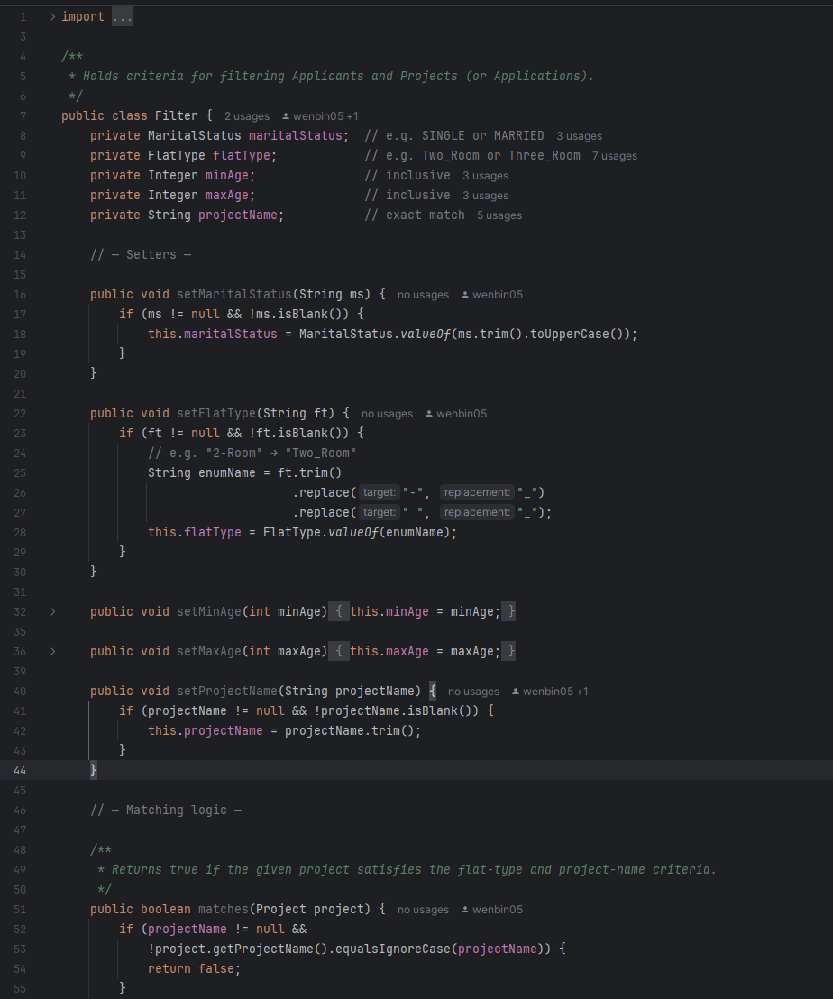 1 import ...
3
4 /**
5 * Holds criteria for filtering Applicants and Projects (or Applications).
6 */
7 public class Filter { 2 usages wenbin05 +1
8 private MaritalStatus maritalStatus; // e.g. SINGLE or MARRIED 3 usages
9 private FlatType flatType; // e.g. Two_Room or Three_Room 7 usages
10 private Integer minAge; // inclusive 3 usages
11 private Integer maxAge; // inclusive 3 usages
12 private String projectName; // exact match 5 usages
13
14 // — Setters —
15
16 public void setMaritalStatus(String ms) { no usages wenbin05
17 if (ms != null && !ms.isBlank()) {
18 this.maritalStatus = MaritalStatus.valueOf(ms.trim().toUpperCase());
19 }
20 }
21
22 public void setFlatType(String ft) { no usages wenbin05
23 if (ft != null && !ft.isBlank()) {
24 // e.g. "2-Room" → "Two_Room"
25 String enumName = ft.trim()
26 .replace( target: "-", replacement: "_")
27 .replace( target: " ", replacement: "_");
28 this.flatType = FlatType.valueOf(enumName);
29 }
30 }
31
32 public void setMinAge(int minAge) { this.minAge = minAge; }
35
36 public void setMaxAge(int maxAge) { this.maxAge = maxAge; }
39
40 public void setProjectName(String projectName) { no usages wenbin05 +1
41 if (projectName != null && !projectName.isBlank()) {
42 this.projectName = projectName.trim();
43 }
44 }
45
46 // — Matching logic —
47
48 /**
49 * Returns true if the given project satisfies the flat-type and project-name criteria.
50 */
51 public boolean matches(Project project) { no usages wenbin05
52 if (projectName != null &&
53 !project.getProjectName().equalsIgnoreCase(projectName)) {
54 return false;
55 }